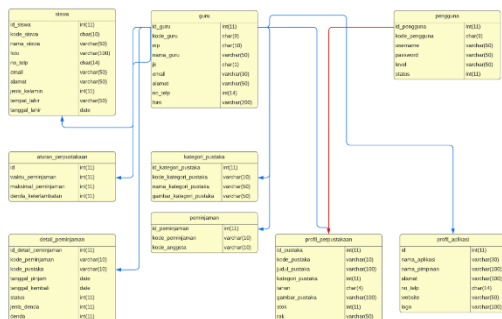 siswa
id_siswa int(11)
kode_siswa char(10)
nama_siswa varchar(50)
foto varchar(100)
no_telp char(14)
email varchar(50)
alamat varchar(50)
jenis_kelamin int(11)
tempat_lahir varchar(50)
tanggal_lahir date
guru
id_guru int(11)
kode_guru char(9)
nip char(18)
nama_guru varchar(50)
jk char(1)
email varchar(30)
alamat varchar(50)
no_telp int(14)
foto varchar(200)
pengguna
id_pengguna int(11)
kode_pengguna char(9)
username varchar(50)
password varchar(50)
level varchar(50)
status int(11)
aturan_perpustakaan
id int(11)
waktu_peminjaman int(11)
maksimal_peminjaman int(11)
denda_keterlambatan int(11)
kategori_pustaka
id_kategori_pustaka int(11)
kode_kategori_pustaka varchar(10)
nama_kategori_pustaka varchar(50)
gambar_kategori_pustaka varchar(50)
peminjaman
id_peminjaman int(11)
kode_peminjaman varchar(10)
kode_anggota varchar(10)
detail_peminjaman
id_detail_peminjaman int(11)
kode_peminjaman varchar(10)
kode_pustaka varchar(10)
tanggal_pinjam date
tanggal_kembali date
status int(11)
jenis_denda int(11)
denda int(11)
profil_perpustakaan
id_pustaka int(11)
kode_pustaka varchar(10)
judul_pustaka varchar(100)
kategori_pustaka int(11)
tahun char(4)
gambar_pustaka varchar(100)
stok int(11)
rak varchar(50)
profil_aplikasi
id int(11)
nama_aplikasi varchar(30)
nama_pimpinan varchar(100)
alamat varchar(100)
no_telp char(14)
website varchar(50)
logo varchar(100)